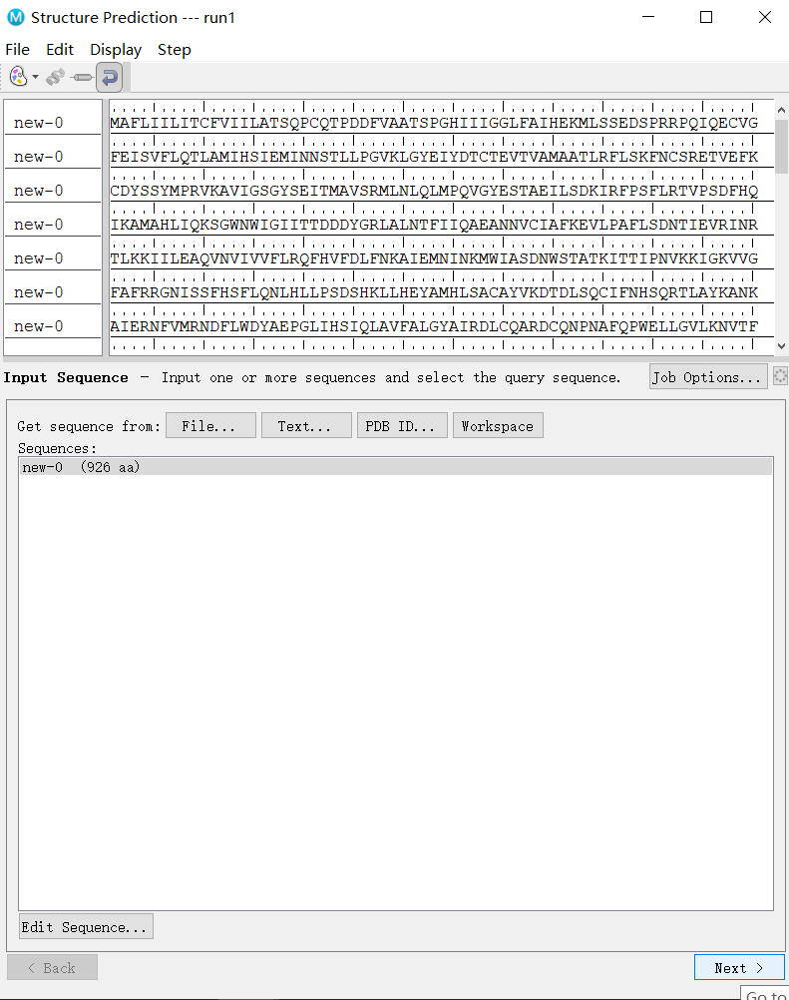 M Structure Prediction --- run1
File Edit Display Step
new-0 MAFLIILITCFVIILATSQPCQTPDDFVAATSPGHIIIGGLFAIHEKMLSSEDSPRRPQIQECVG
new-0 FEISVFLQTLAMIHSIEMINNSTLLPGVKLGYEIYDTCTEVTVAMAATLRFLSKFNCSRETVEFK
new-0 CDYSSYMPRVKAVIGSGYSEITMAVSRMLNLQLMPQVGYESTAEILSDKIRFPSFLRTVPSDFHQ
new-0 IKAMAHLIQKSGWNWIGIITTDDDYGRLALNTFIIQAEANNVCIAFKEVLPAFLSDNTIEVRINR
new-0 TLKKIILEAQVNVIVVFLRQFHVFDLFNKAIEMNINKMWIASDNWSTATKITTIPNVKKIGKVVG
new-0 FAFRRGNISSFHSFLQNLHLLPSDSHKLLHEYAMHLSACAYVKDTDLSQCIFNHSQRTLAYKANK
new-0 AIERNFVMRNDFLWDYAEPGLIHSIQLAVFALGYAIRDLCQARDCQNPNAFQPWELLGVLKNVTF
Input Sequence - Input one or more sequences and select the query sequence. Job Options...
Get sequence from: File... Text... PDB ID... Workspace
Sequences:
new-0 (926 aa)
Edit Sequence...
< Back Next >
Go to